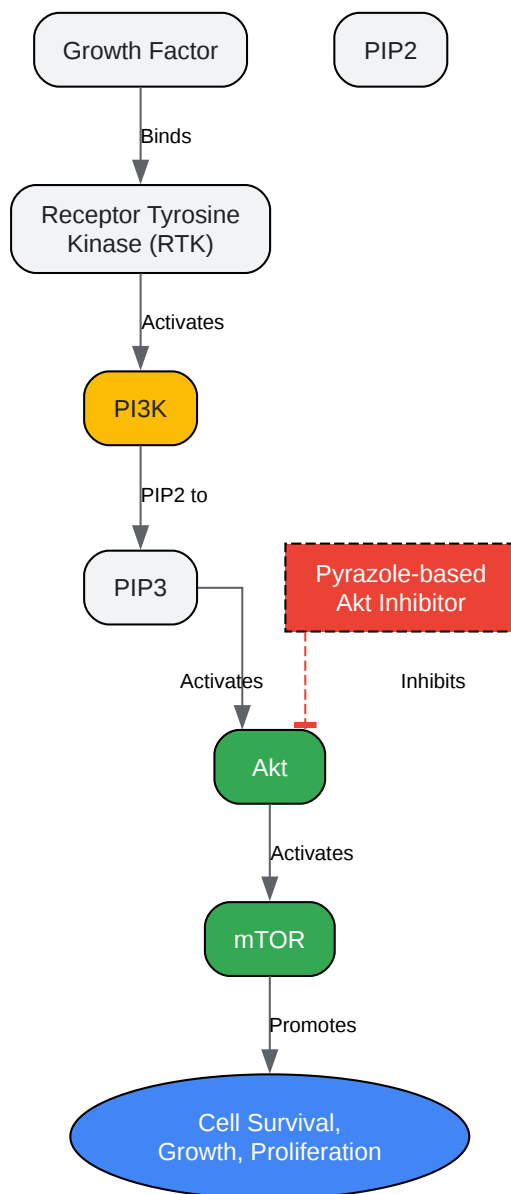 Growth Factor
PIP2
Binds
Receptor Tyrosine
Kinase (RTK)
Activates
PI3K
PIP2 to
PIP3
Pyrazole-based
Akt Inhibitor
Activates
Inhibits
Akt
Activates
mTOR
Promotes
Cell Survival,
Growth, Proliferation